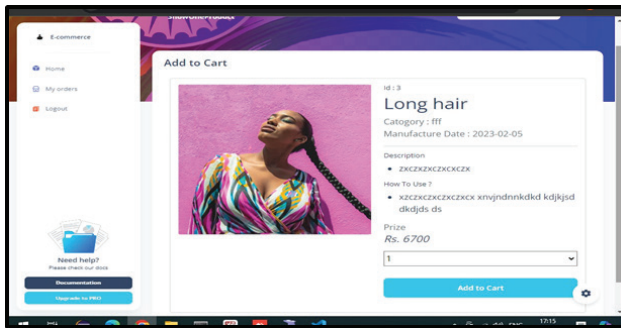 ShowOneProduct
E-commerce
Home
My orders
Logout
Need help?
Please check our docs
Documentation
Upgrade to PRO
Add to Cart
Id : 3
Long hair
Catogory : fff
Manufacture Date : 2023-02-05
Description
zxczxzxczxcxczx
How To Use ?
xzczxczxczxczxcx xnvjndnnkdkd kdjkjsd
dkdjds ds
Prize
Rs. 6700
1
Add to Cart
17:15